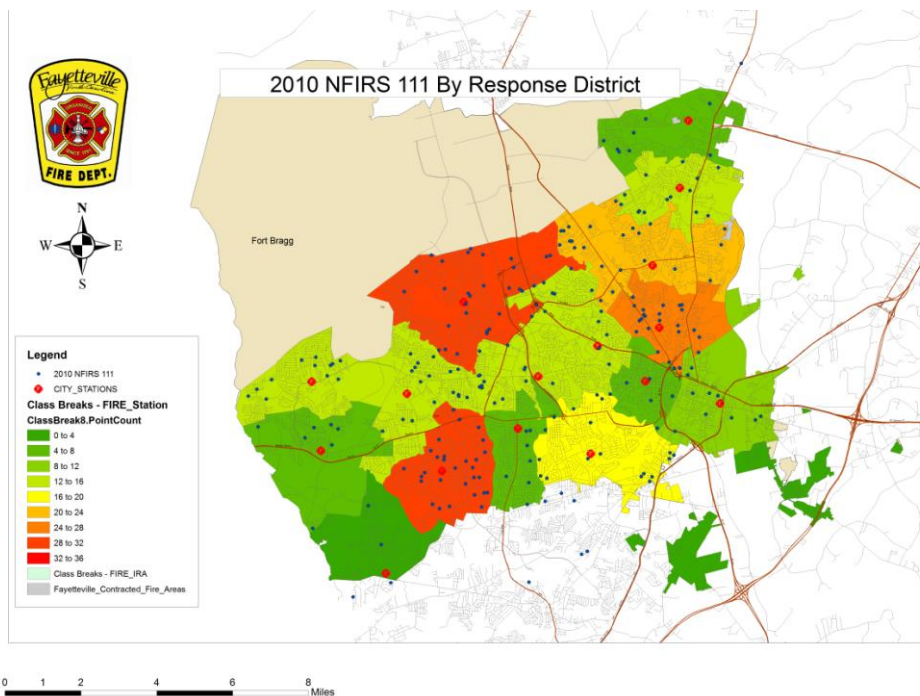 Fayetteville
FIRE DEPT.
2010 NFIRS 111 By Response District
N
W
E
S
Fort Bragg
Legend
2010 NFIRS 111
CITY_STATIONS
Class Breaks - FIRE_Station
ClassBreak8.PointCount
0 to 4
4 to 8
8 to 12
12 to 16
16 to 20
20 to 24
24 to 28
28 to 32
32 to 36
Class Breaks - FIRE_IRA
Fayetteville_Contracted_Fire_Areas
0 1 2 4 6 8
Miles